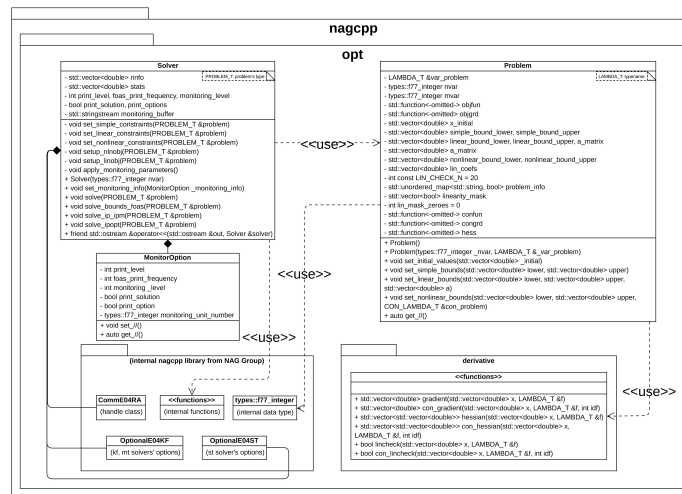 nagcpp
opt
Solver
PROBLEM_T: problem's type
- std::vector<double> rinfo
- std::vector<double> stats
- int print_level, foas_print_frequency, monitoring_level
- bool print_solution, print_options
- std::stringstream monitoring_buffer
- void set_simple_constraints(PROBLEM_T &problem)
- void set_linear_constraints(PROBLEM_T &problem)
- void set_nonlinear_constraints(PROBLEM_T &problem)
- void setup_nlnobj(PROBLEM_T &problem)
- void setup_lnobj(PROBLEM_T &problem)
- void apply_monitoring_parameters()
+ Solver(types::f77_integer nvar)
+ void set_monitoring_info(MonitorOption _monitoring_info)
+ void solve(PROBLEM_T &problem)
+ void solve_bounds_foas(PROBLEM_T &problem)
+ void solve_ip_ipm(PROBLEM_T &problem)
+ void solve_ipopt(PROBLEM_T &problem)
+ friend std::ostream &operator<<(std::ostream &out, Solver &solver)
<<use>>
Problem
LAMBDA_T: typename
- LAMBDA_T &var_problem
- types::f77_integer nvar
- types::f77_integer mvar
- std::function<-omitted-> objfun
- std::function<-omitted> objgrd
- std::vector<double> x_initial
- std::vector<double> simple_bound_lower, simple_bound_upper
- std::vector<double> linear_bound_lower, linear_bound_upper, a_matrix
- std::vector<double> a_matrix
- std::vector<double> nonlinear_bound_lower, nonlinear_bound_upper
- std::vector<double> lin_coefs
- int const LIN_CHECK_N = 20
- std::unordered_map<std::string, bool> problem_info
- std::vector<bool> linearity_mask
- int lin_mask_zeroes = 0
- std::function<-omitted-> confun
- std::function<-omitted-> congrd
- std::function<-omitted-> hess
+ Problem()
+ Problem(types::f77_integer _nvar, LAMBDA_T &_var_problem)
+ void set_initial_values(std::vector<double> _initial)
+ void set_simple_bounds(std::vector<double> lower, std::vector<double> upper)
+ void set_linear_bounds(std::vector<double> lower, std::vector<double> upper,
std::vector<double> a)
+ void set_nonlinear_bounds(std::vector<double> lower, std::vector<double> upper,
CON_LAMBDA_T &con_problem)
+ auto get_//()
MonitorOption
- int print_level
- int foas_print_frequency
- int monitoring _level
- bool print_solution
- bool print_option
- types::f77_integer monitoring_unit_number
+ void set_//()
+ auto get_//()
<<use>>
<<use>>
<<use>>
(internal nagcpp library from NAG Group)
CommE04RA
(handle class)
<<functions>>
(internal functions)
types::f77_integer
(internal data type)
OptionalE04KF
(kf, mt solvers' options)
OptionalE04ST
(st solver's options)
derivative
<<functions>>
+ std::vector<double> gradient(std::vector<double> x, LAMBDA_T &f)
+ std::vector<double> con_gradient(std::vector<double> x, LAMBDA_T &f, int idf)
+ std::vector<std::vector<double>> hessian(std::vector<double> x, LAMBDA_T &f)
+ std::vector<std::vector<double>> con_hessian(std::vector<double> x,
LAMBDA_T &f, int idf)
+ bool lincheck(std::vector<double> x, LAMBDA_T &f)
+ bool con_lincheck(std::vector<double> x, LAMBDA_T &f, int idf)